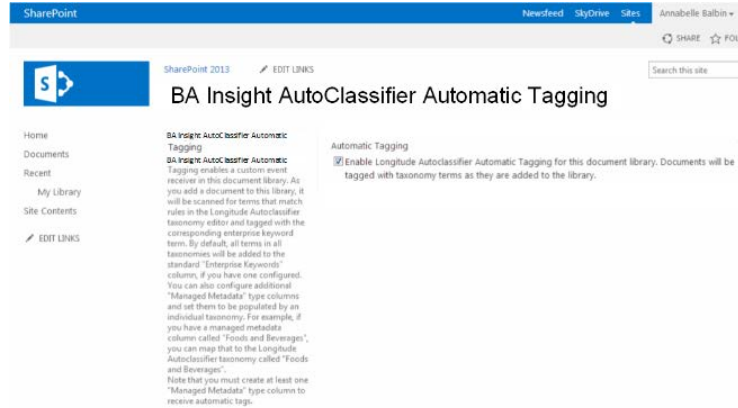 SharePoint
Newsfeed SkyDrive Sites Annabelle Balbin
SHARE FOL
SharePoint 2013 EDIT LINKS
Search this site
S
BA Insight AutoClassifier Automatic Tagging
Home
Documents
Recent
My Library
Site Contents
EDIT LINKS
BA Insight AutoClassifier Automatic
Tagging
BA Insight AutoClassifier Automatic
Tagging enables a custom event
receiver in this document library. As
you add a document to this library, it
will be scanned for terms that match
rules in the Longitude Autoclassifier
taxonomy editor and tagged with the
corresponding enterprise keyword
term. By default, all terms in all
taxonomies will be added to the
standard "Enterprise Keywords"
column, if you have one configured.
You can also configure additional
"Managed Metadata" type columns
and set them to be populated by an
individual taxonomy. For example, if
you have a managed metadata
column called "Foods and Beverages",
you can map that to the Longitude
Autoclassifier taxonomy called "Foods
and Beverages".
Note that you must create at least one
"Managed Metadata" type column to
receive automatic tags.
Automatic Tagging
Enable Longitude Autoclassifier Automatic Tagging for this document library. Documents will be
tagged with taxonomy terms as they are added to the library.